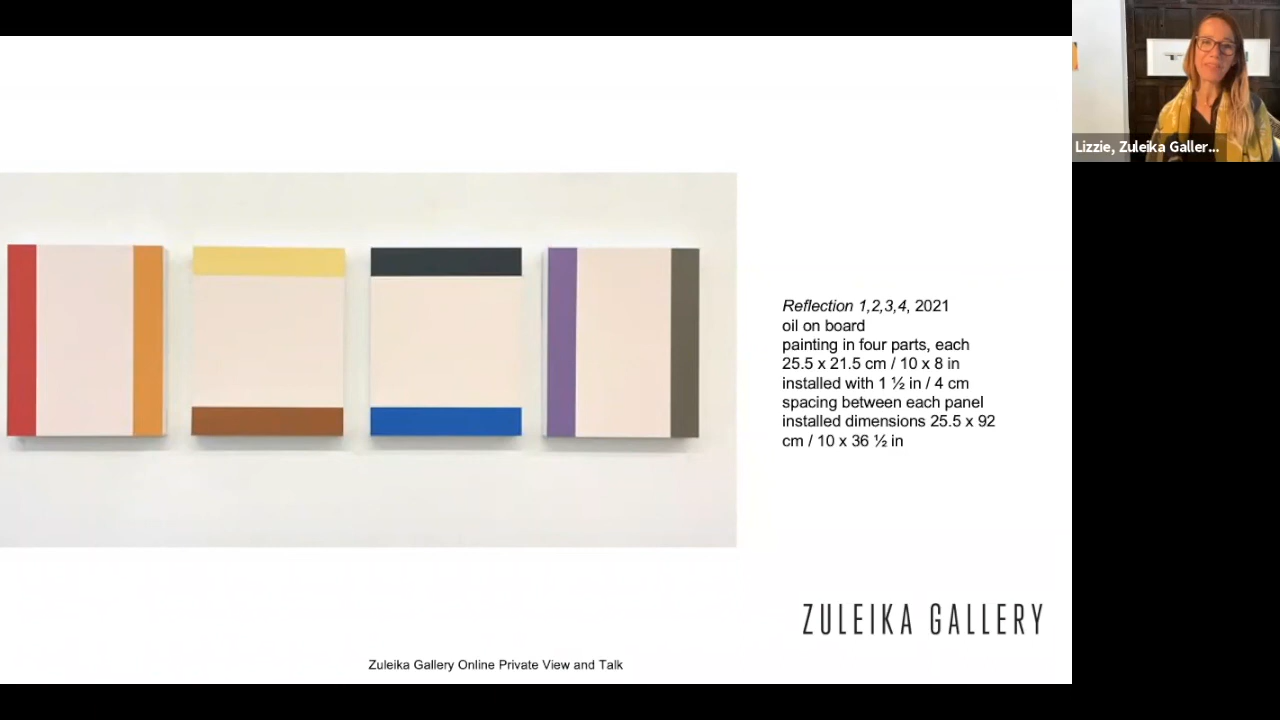 Lizzie, Zuleika Galler...
Reflection 1,2,3,4, 2021
oil on board
painting in four parts, each
25.5 x 21.5 cm / 10 x 8 in
installed with 1 ½ in / 4 cm
spacing between each panel
installed dimensions 25.5 x 92
cm / 10 x 36 ½ in
ZULEIKA GALLERY
Zuleika Gallery Online Private View and Talk